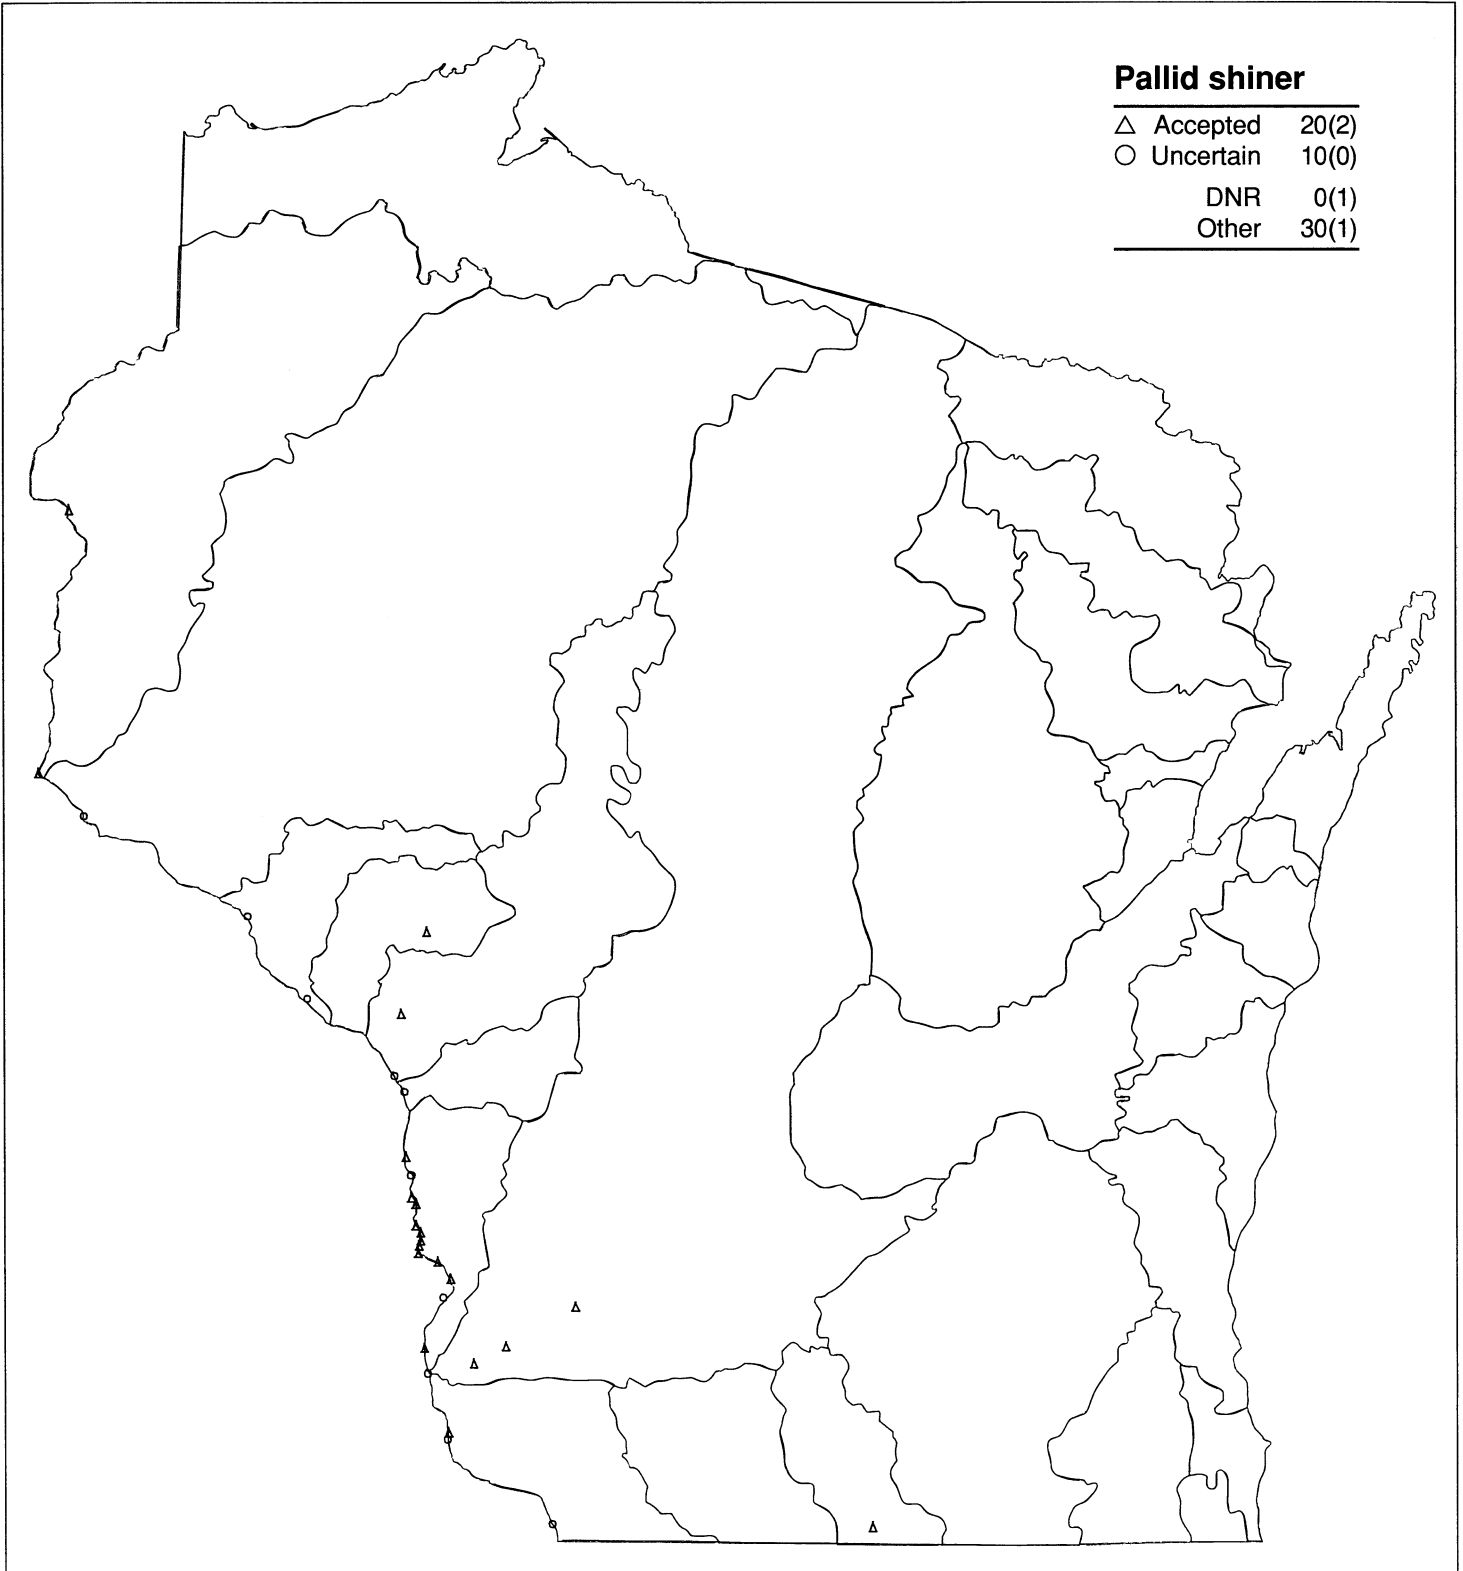 Pallid shiner
△ Accepted 20(2)
○ Uncertain 10(0)
DNR 0(1)
Other 30(1)